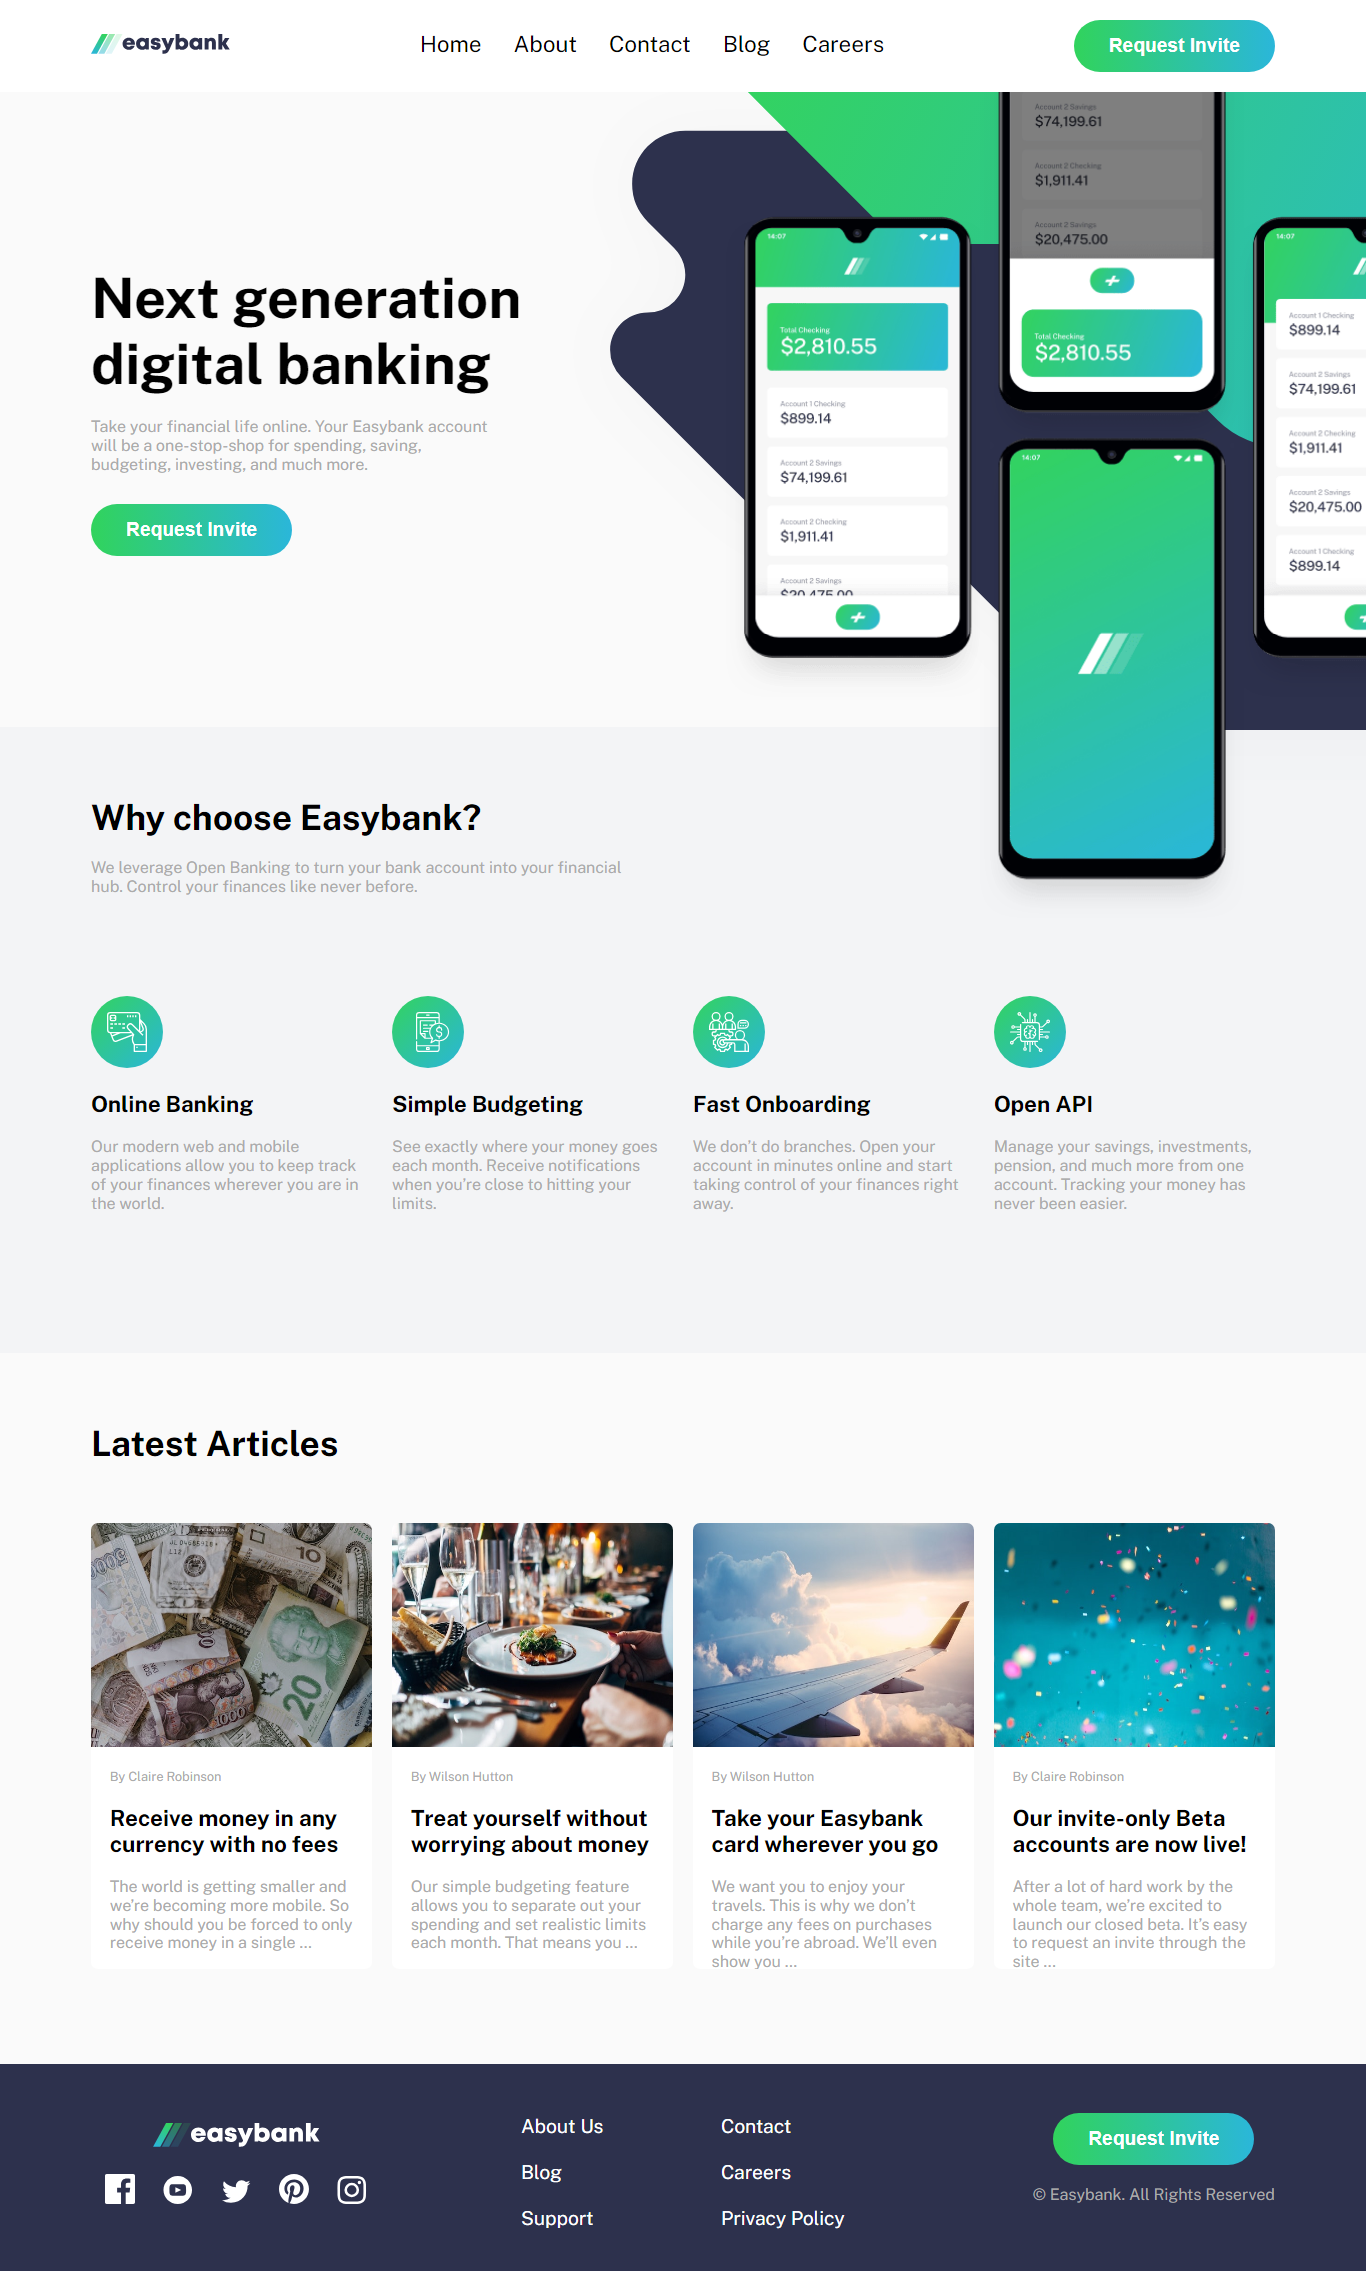 easybank
Home
About
Contact
Blog
Careers
Request Invite
Next generation
digital banking
Take your financial life online. Your Easybank account
will be a one-stop-shop for spending, saving,
budgeting, investing, and much more.
Request Invite
14:07
Total Checking
$2,810.55
Account 1 Checking
$899.14
Account 2 Savings
$74,199.61
Account 2 Checking
$1,911.41
Account 2 Savings
$20,475.00
Account 2 Savings
$74,199.61
Account 2 Checking
$1,911.41
Account 2 Savings
$20,475.00
Total Checking
$2,810.55
14:07
14:07
Account 1 Checking
$899.14
Account 2 Savings
$74,199.61
Account 2 Checking
$1,911.41
Account 2 Savings
$20,475.00
Account 1 Checking
$899.14
Why choose Easybank?
We leverage Open Banking to turn your bank account into your financial
hub. Control your finances like never before.
Online Banking
Our modern web and mobile
applications allow you to keep track
of your finances wherever you are in
the world.
Simple Budgeting
See exactly where your money goes
each month. Receive notifications
when you’re close to hitting your
limits.
Fast Onboarding
We don’t do branches. Open your
account in minutes online and start
taking control of your finances right
away.
Open API
Manage your savings, investments,
pension, and much more from one
account. Tracking your money has
never been easier.
Latest Articles
10
20
1000
By Claire Robinson
Receive money in any
currency with no fees
The world is getting smaller and
we’re becoming more mobile. So
why should you be forced to only
receive money in a single ...
By Wilson Hutton
Treat yourself without
worrying about money
Our simple budgeting feature
allows you to separate out your
spending and set realistic limits
each month. That means you ...
By Wilson Hutton
Take your Easybank
card wherever you go
We want you to enjoy your
travels. This is why we don’t
charge any fees on purchases
while you’re abroad. We’ll even
show you ...
By Claire Robinson
Our invite-only Beta
accounts are now live!
After a lot of hard work by the
whole team, we’re excited to
launch our closed beta. It’s easy
to request an invite through the
site ...
easybank
About Us
Blog
Support
Contact
Careers
Privacy Policy
Request Invite
© Easybank. All Rights Reserved